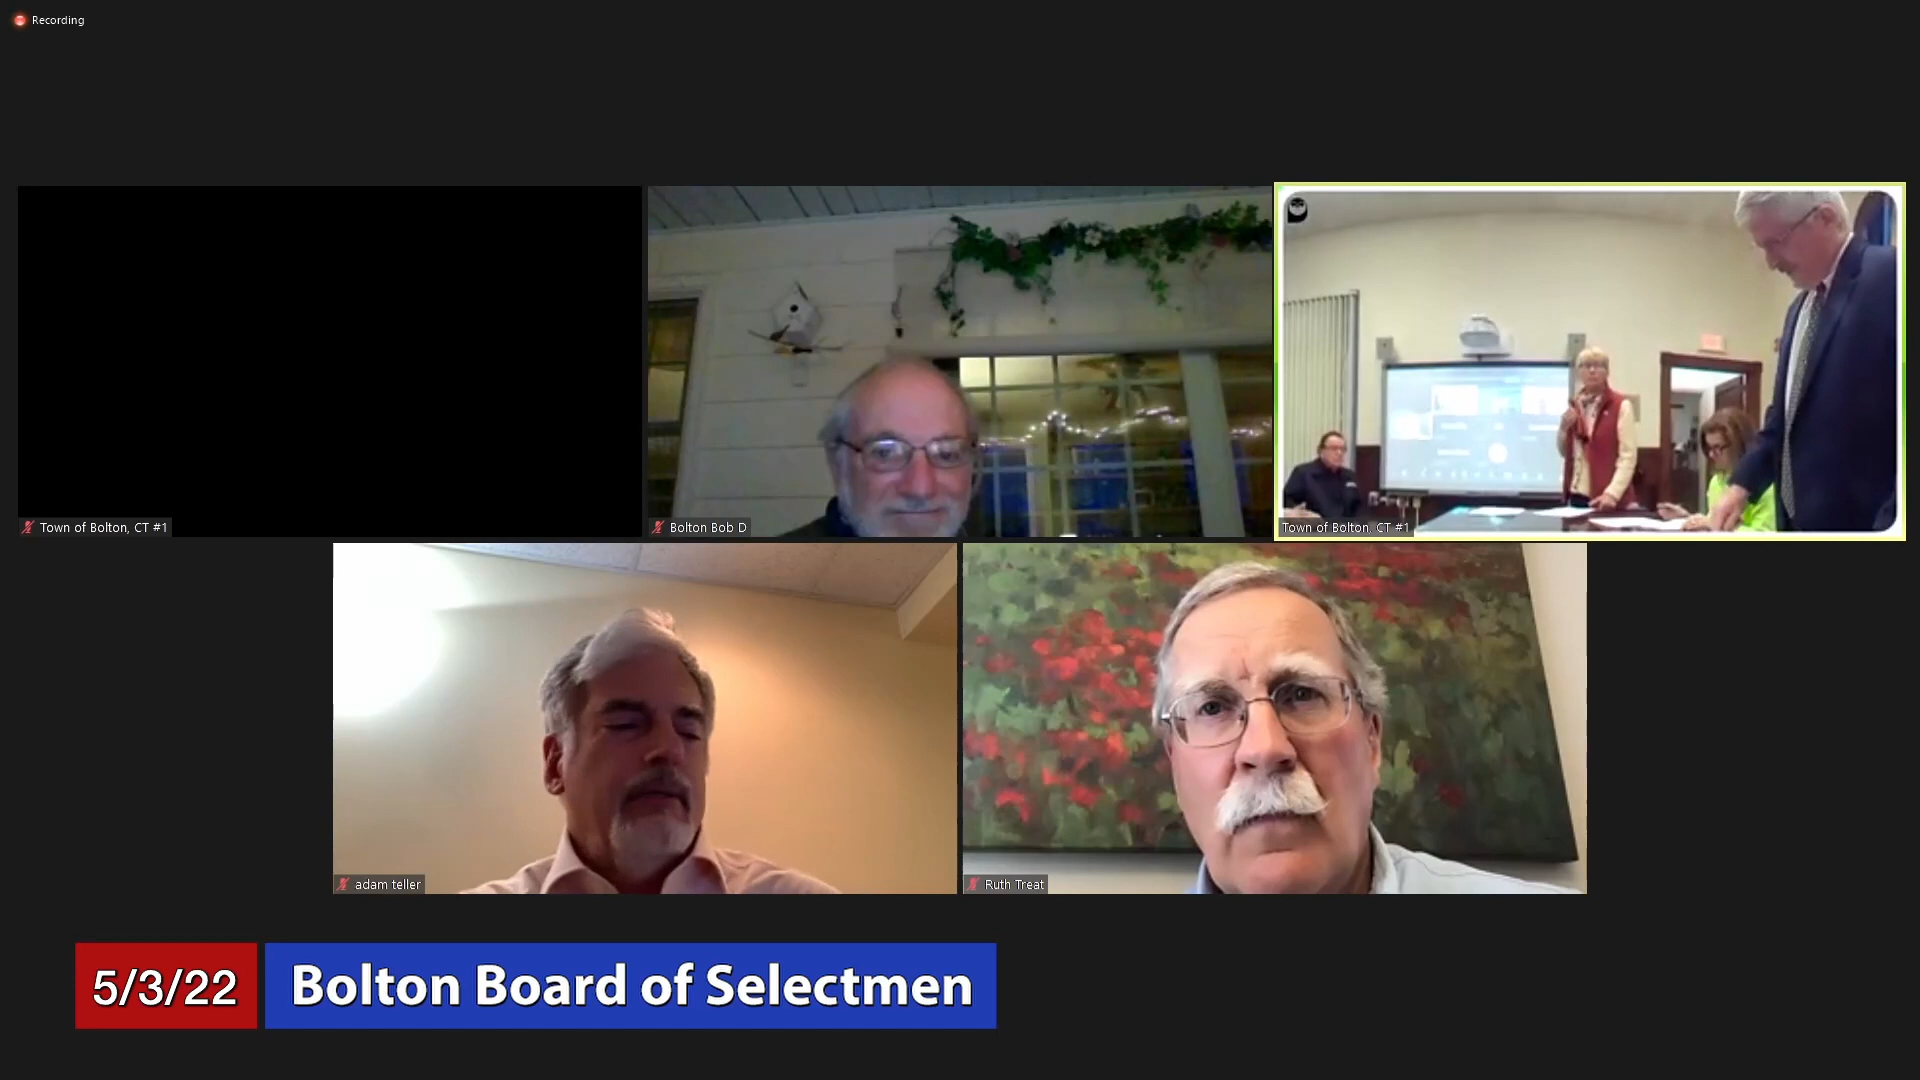 Recording
Town of Bolton, CT #1
Bolton Bob D
Town of Bolton, CT #1
adam teller
Ruth Treat
5/3/22
Bolton Board of Selectmen